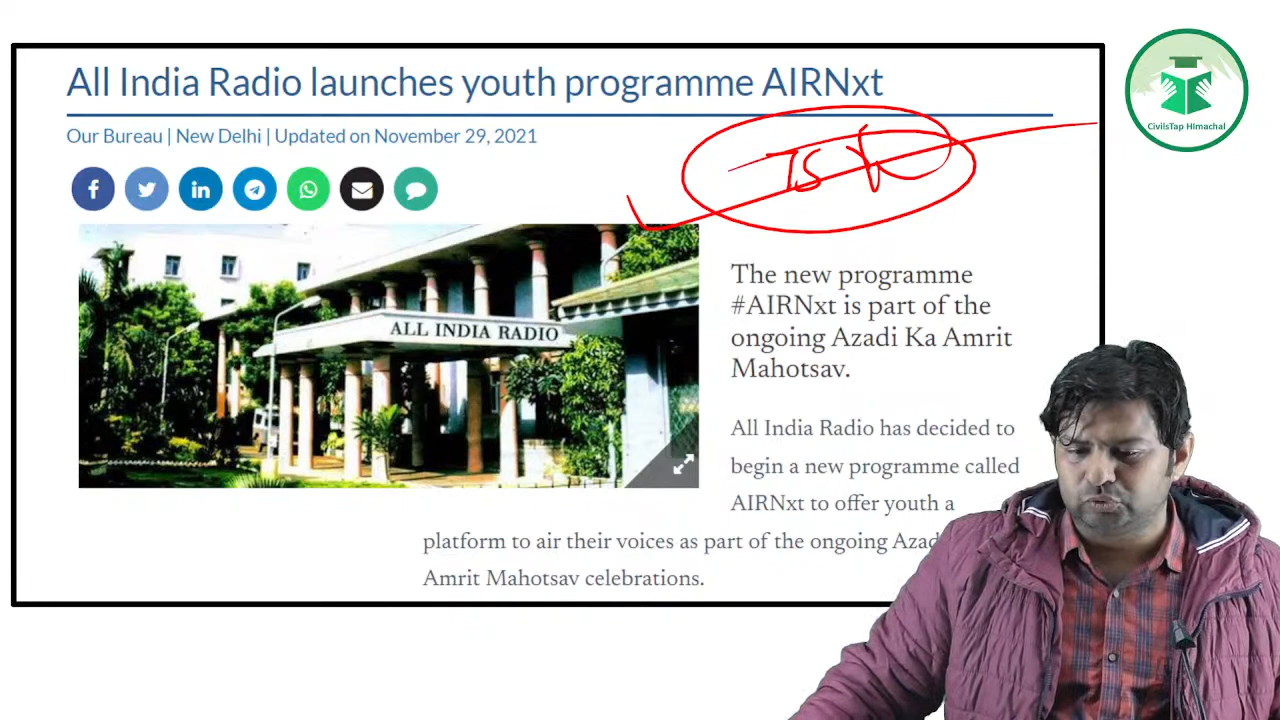 All India Radio launches youth programme AIRNxt
Our Bureau | New Delhi | Updated on November 29, 2021
CivilsTap HImachal
ALL INDIA RADIO
The new programme
#AIRNxt is part of the
ongoing Azadi Ka Amrit
Mahotsav.
All India Radio has decided to
begin a new programme called
AIRNxt to offer youth a
platform to air their voices as part of the ongoing
Amrit Mahotsav celebrations.